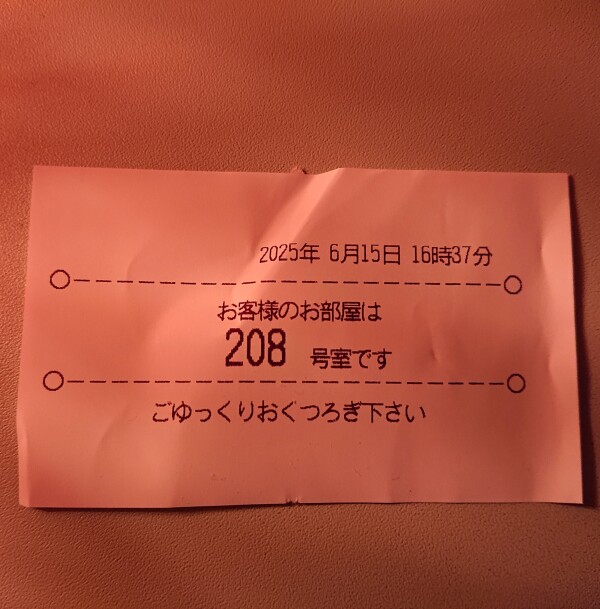 2025年 6月15日 16時37分
お客様のお部屋は
208 号室です
ごゆっくりおくつろぎ下さい